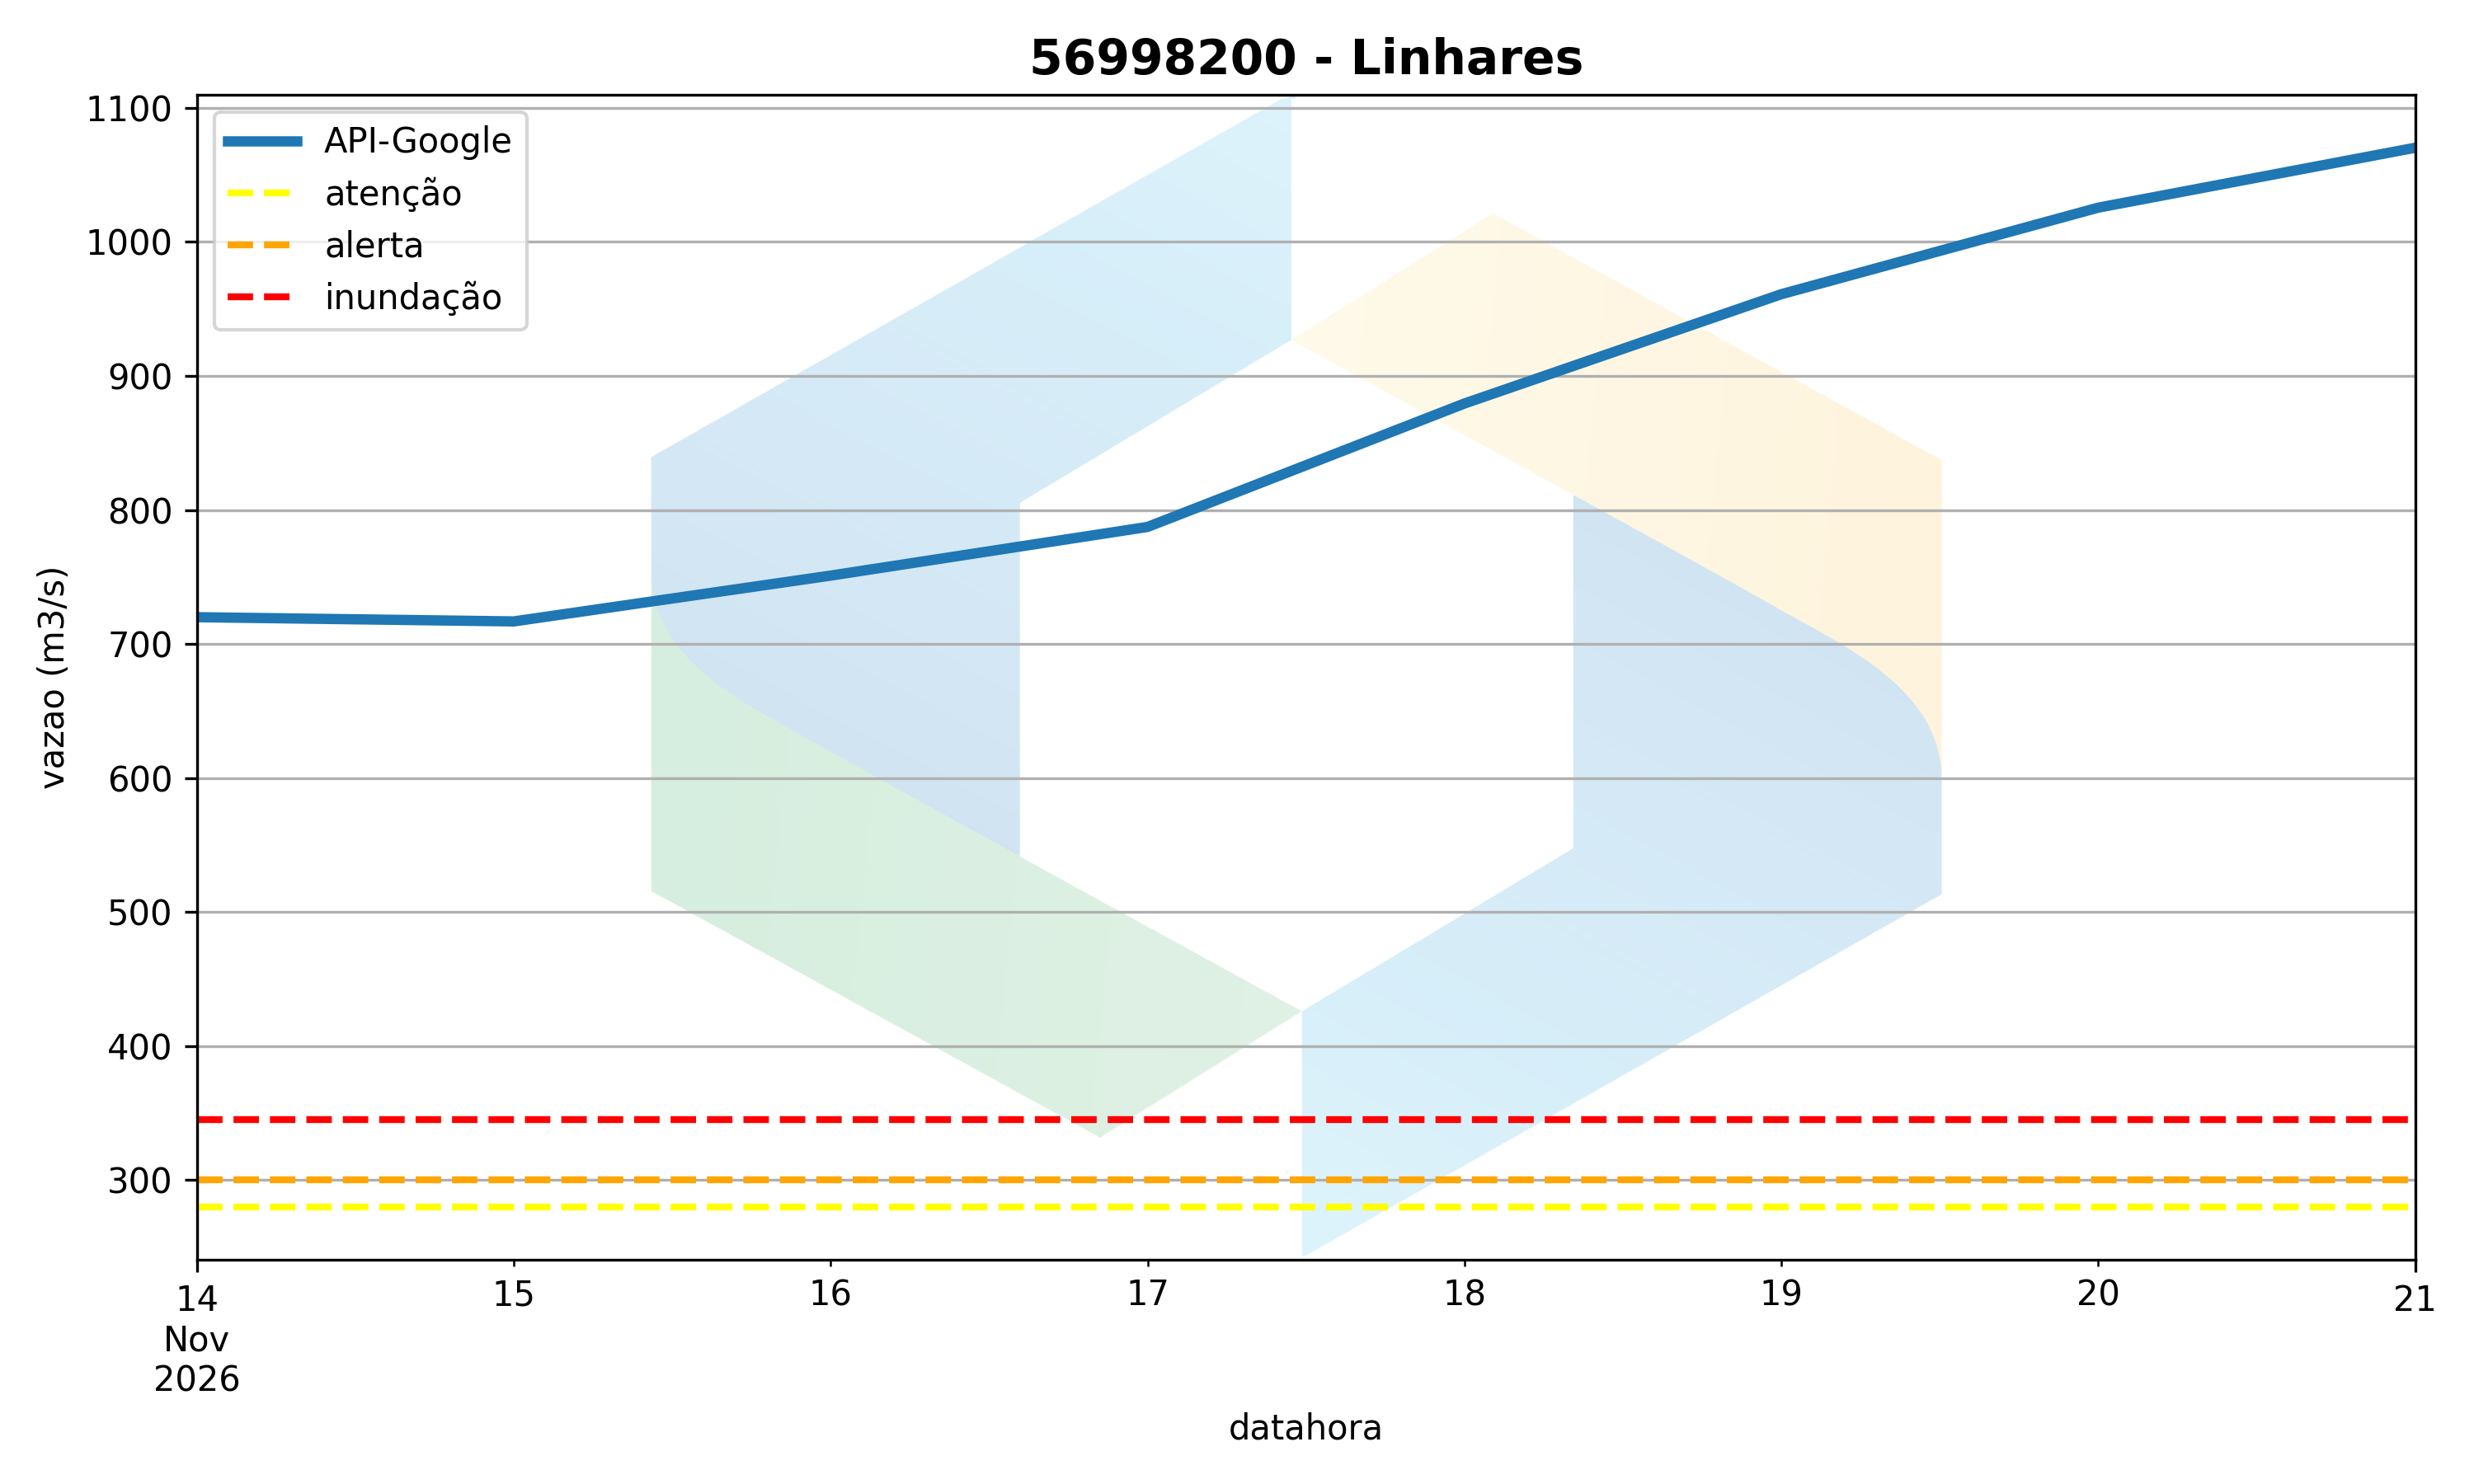 56998200 - Linhares
API-Google
atenção
alerta
inundação
1100
1000
900
800
700
600
500
400
300
vazao (m3/s)
14 15 16 17 18 19 20 21
Nov
2026
datahora